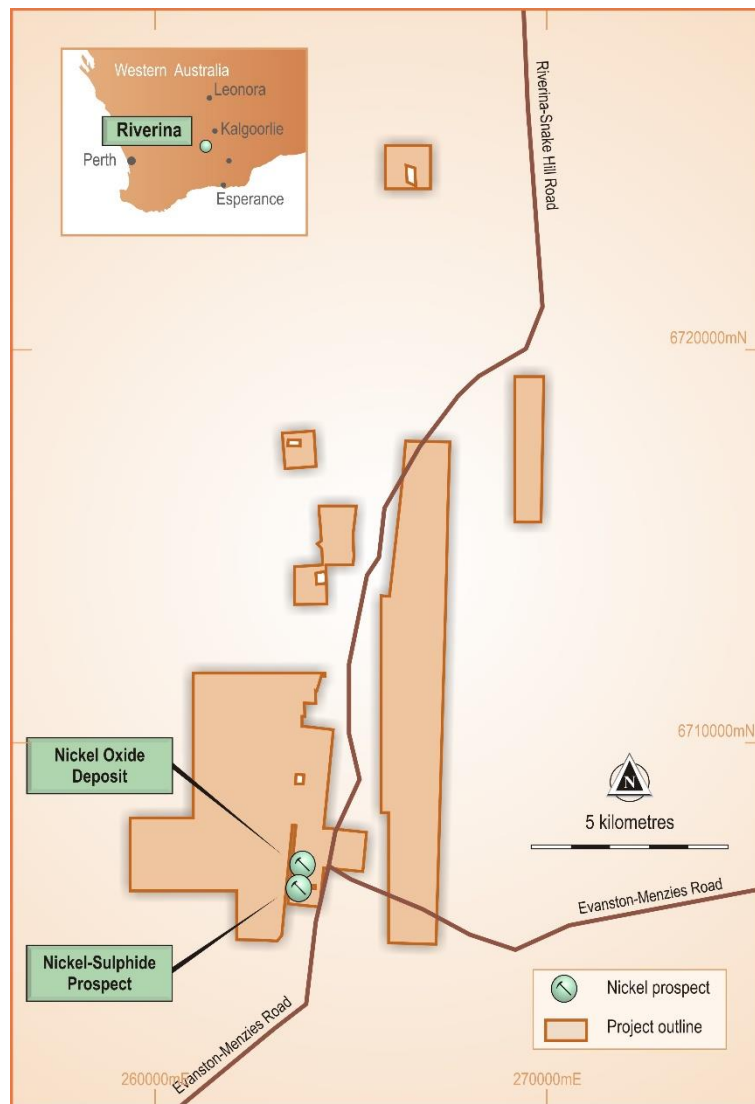 Western Australia
Leonora
Riverina
Kalgoorlie
Perth
Esperance
Riverina-Snake Hill Road
6720000mN
Nickel Oxide
Deposit
6710000mN
N
5 kilometres
Evanston-Menzies Road
Nickel-Sulphide
Prospect
Evanston-Menzies Road
Nickel prospect
Project outline
260000mE
270000mE